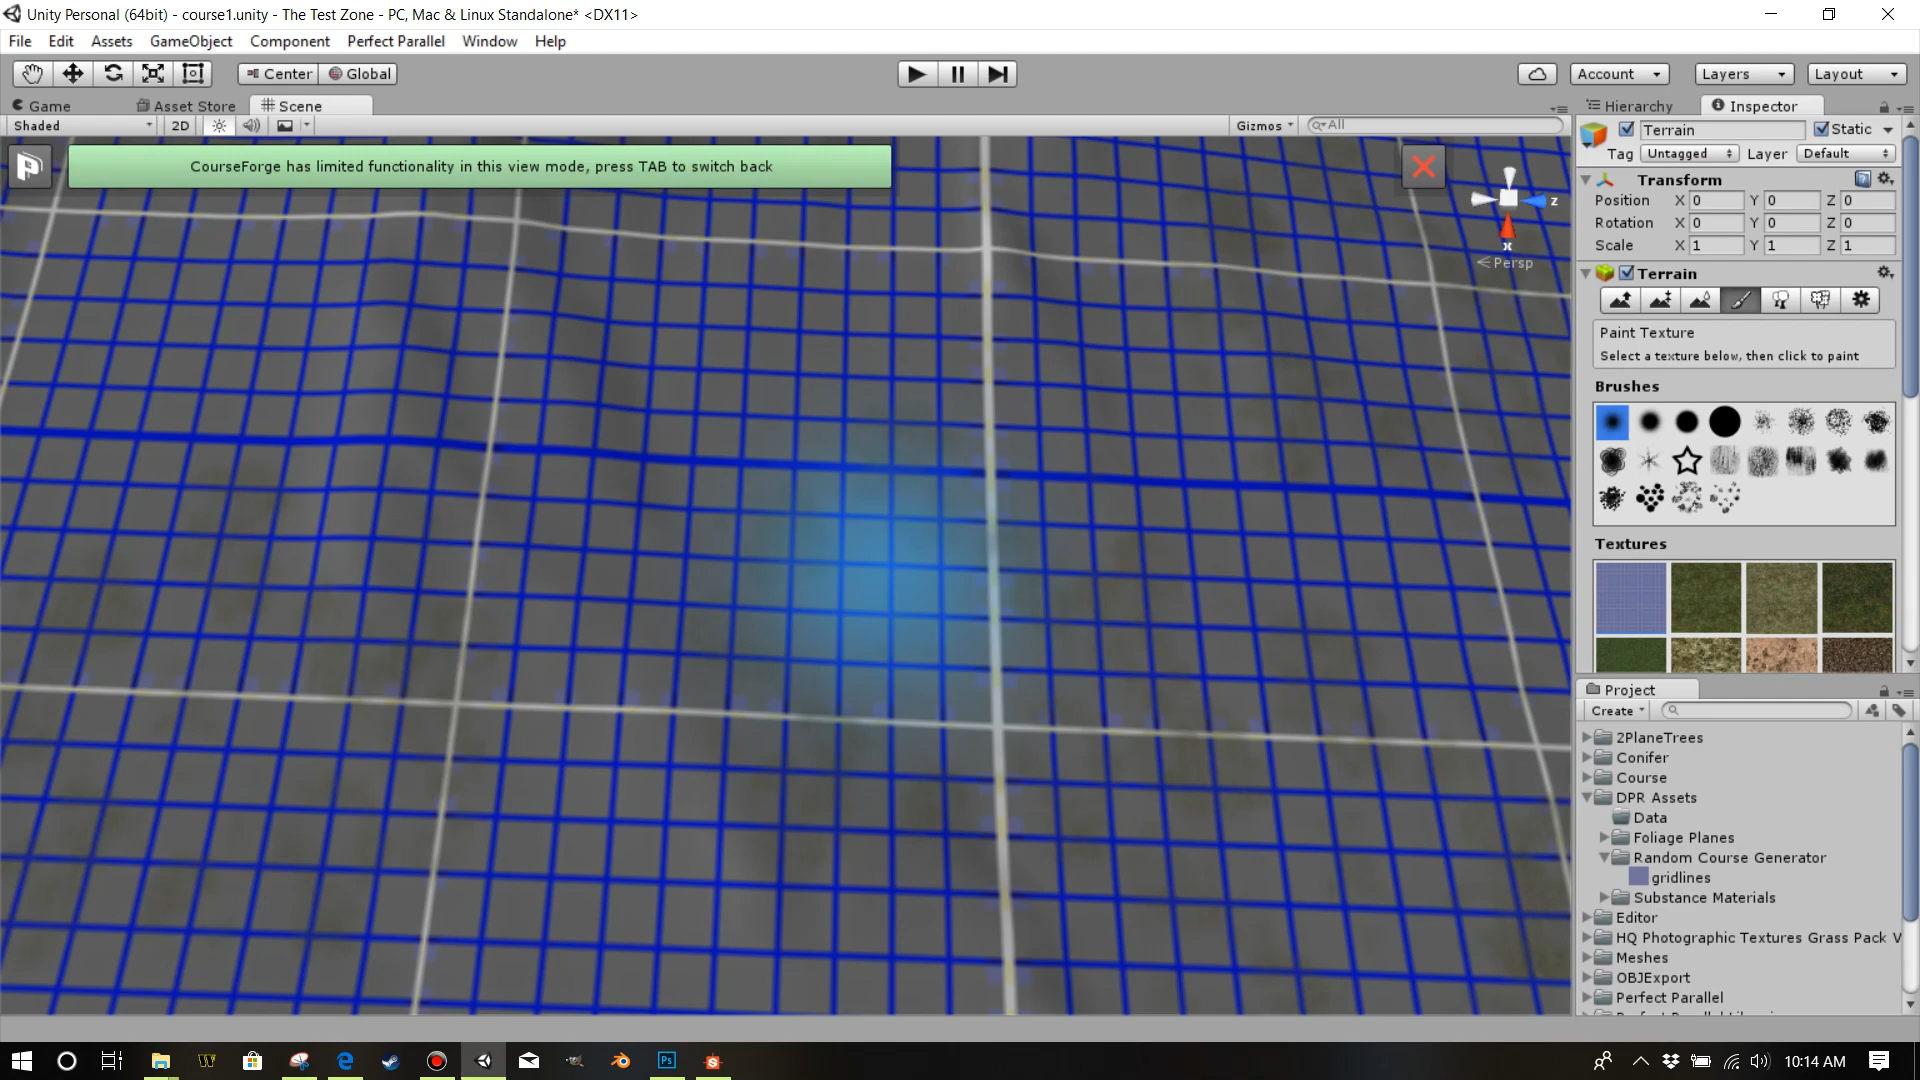 Unity Personal (64bit) - course1.unity - The Test Zone - PC, Mac & Linux Standalone* <DX11>
File Edit Assets GameObject Component Perfect Parallel Window Help
Center Global
Account Layers Layout
Game Asset Store Scene
Hierarchy Inspector
Shaded 2D Gizmos All
CourseForge has limited functionality in this view mode, press TAB to switch back
z
x
Persp
Terrain Static
Tag Untagged Layer Default
Transform
Position X 0 Y 0 Z 0
Rotation X 0 Y 0 Z 0
Scale X 1 Y 1 Z 1
Terrain
Paint Texture
Select a texture below, then click to paint
Brushes
Textures
Project
Create
2PlaneTrees
Conifer
Course
DPR Assets
Data
Foliage Planes
Random Course Generator
gridlines
Substance Materials
Editor
HQ Photographic Textures Grass Pack V
Meshes
OBJExport
Perfect Parallel
W Ps 10:14 AM